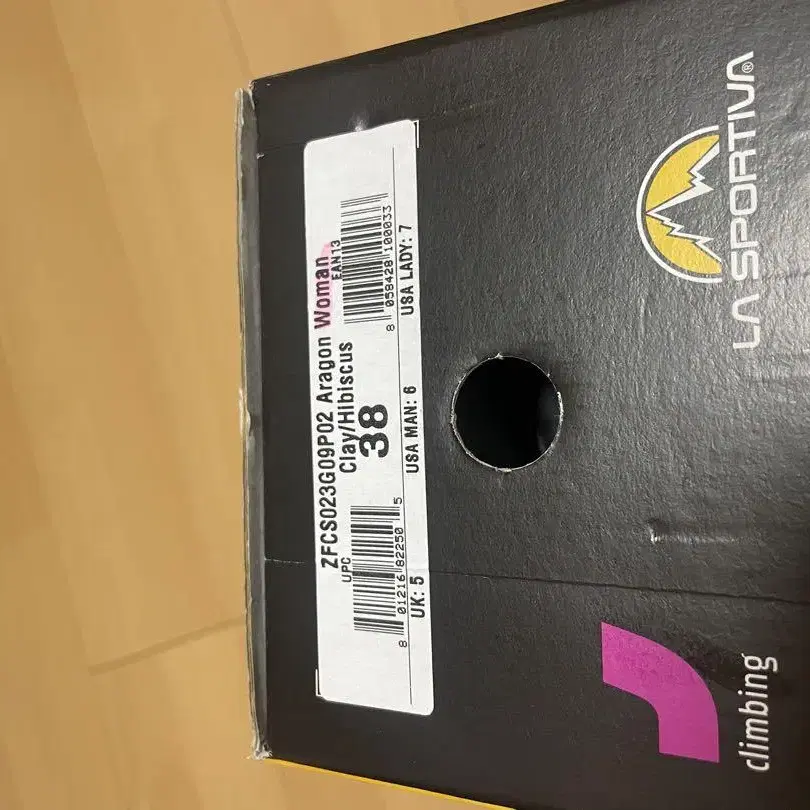 ZFCS023G09P02 Aragon Woman
Clay/Hibiscus
UPC
38
EAN13
8 01216 82250 5
8 058428 100033
UK: 5
USA MAN: 6
USA LADY: 7
LA SPORTIVA®
climbing